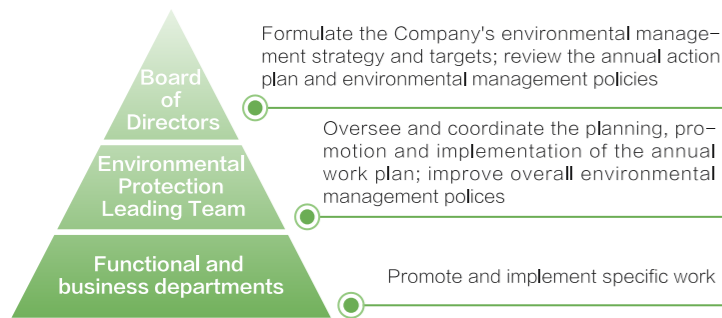 Board
of
Directors
Formulate the Company's environmental manage-
ment strategy and targets; review the annual action
plan and environmental management policies
Environmental
Protection
Leading Team
Oversee and coordinate the planning, pro-
motion and implementation of the annual
work plan; improve overall environmental
management polices
Functional and
business departments
Promote and implement specific work